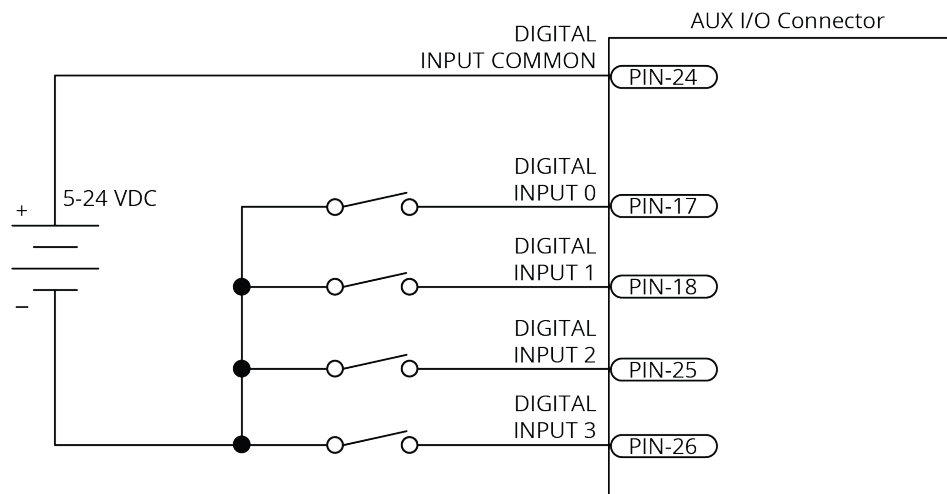 AUX I/O Connector
DIGITAL
INPUT COMMON
PIN-24
DIGITAL
INPUT 0
PIN-17
5-24 VDC
+
DIGITAL
INPUT 1
PIN-18
–
DIGITAL
INPUT 2
PIN-25
DIGITAL
INPUT 3
PIN-26